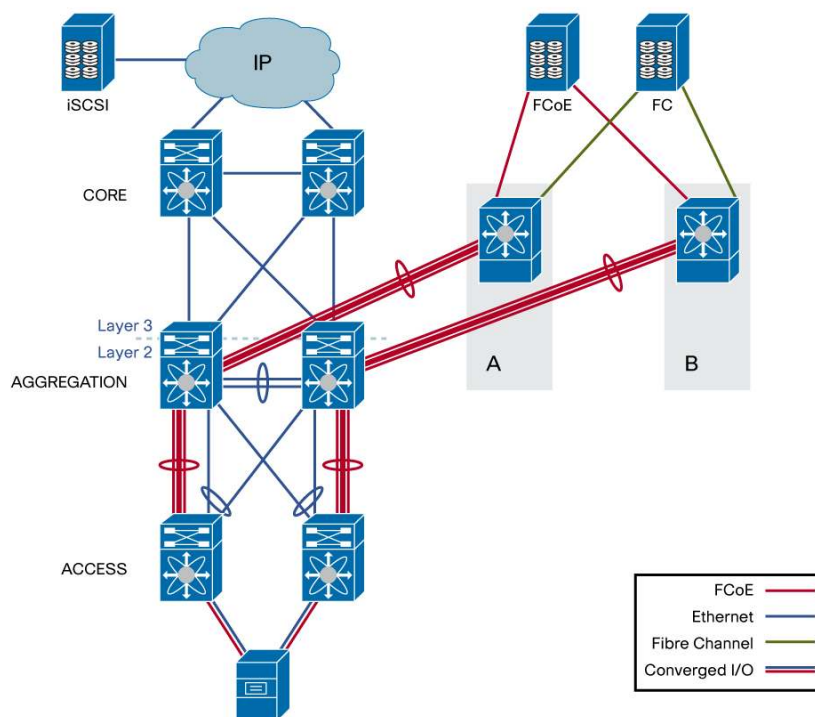 IP
iSCSI
FCoE
FC
CORE
Layer 3
Layer 2
AGGREGATION
A
B
ACCESS
FCoE
Ethernet
Fibre Channel
Converged I/O